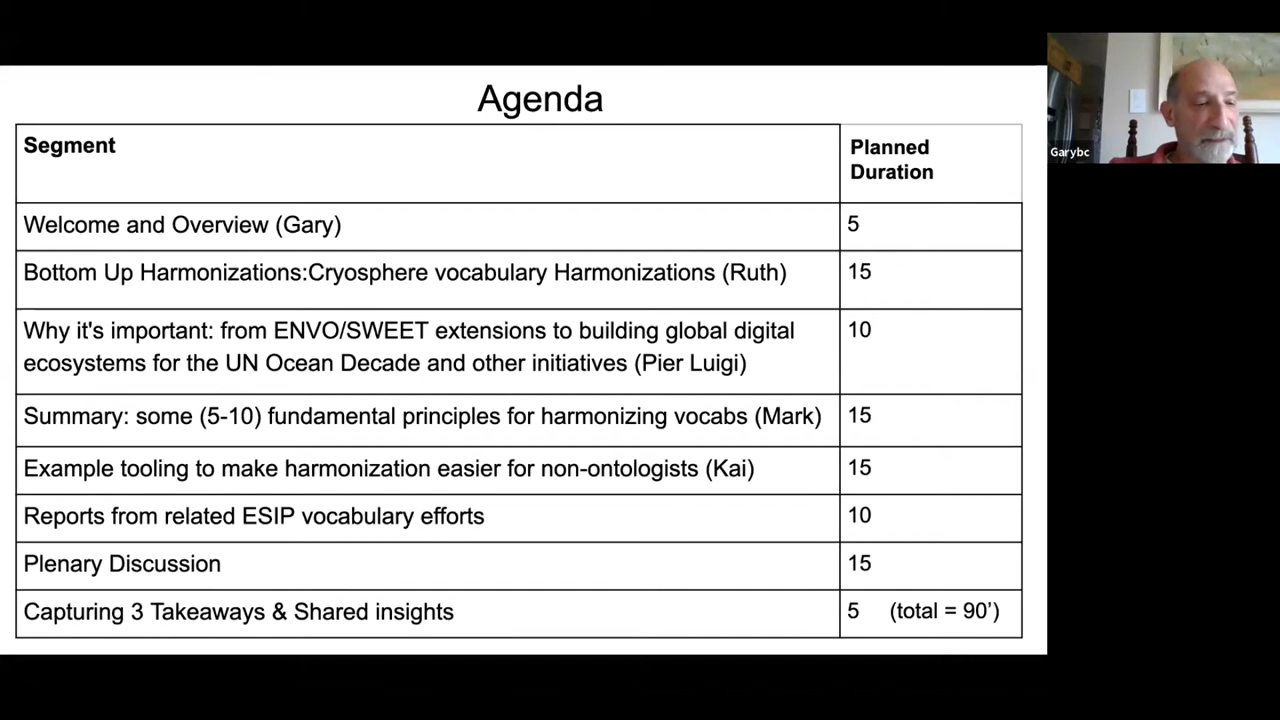 Agenda
Segment
Planned
Duration
Welcome and Overview (Gary)
5
Bottom Up Harmonizations:Cryosphere vocabulary Harmonizations (Ruth)
15
Why it's important: from ENVO/SWEET extensions to building global digital
ecosystems for the UN Ocean Decade and other initiatives (Pier Luigi)
10
Summary: some (5-10) fundamental principles for harmonizing vocabs (Mark)
15
Example tooling to make harmonization easier for non-ontologists (Kai)
15
Reports from related ESIP vocabulary efforts
10
Plenary Discussion
15
Capturing 3 Takeaways & Shared insights
5 (total = 90’)
Garybc